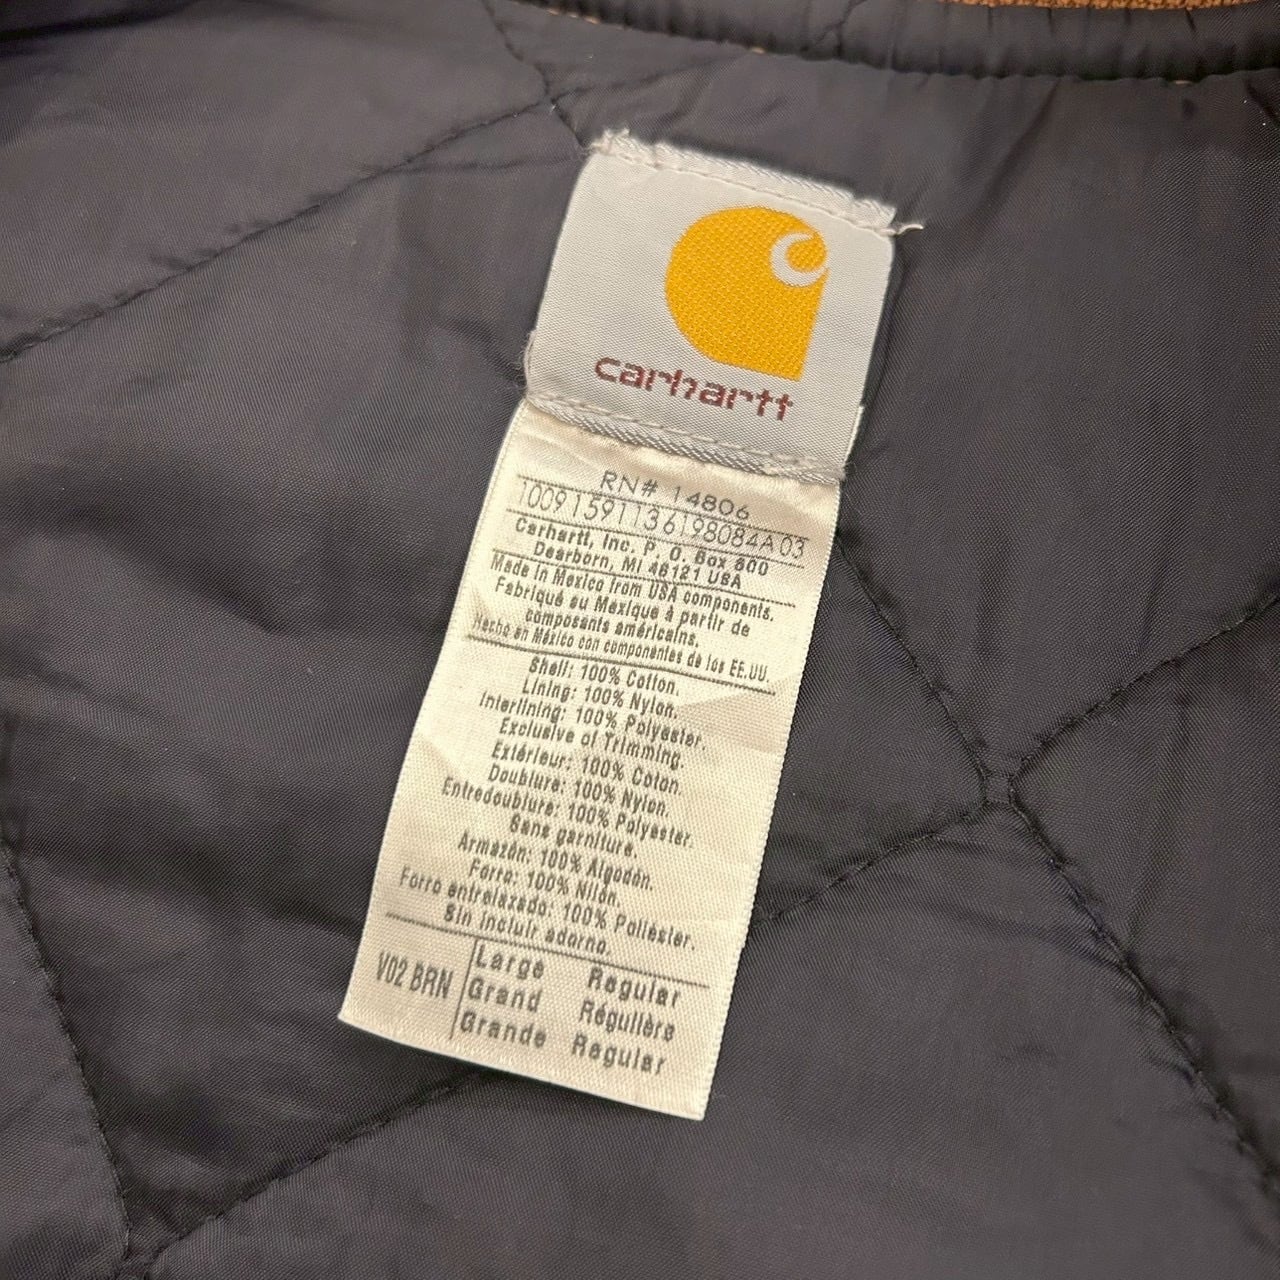 carhartt
RN# 14806
10091591136198084A03
Carhartt, Inc. P. O. Box 600
Dearborn, MI 48121 USA
Made in Mexico from USA components.
Fabriqué au Mexique à partir de
composants américains.
Hecho en México con componentes de los EE.UU.
Shell: 100% Cotton.
Lining: 100% Nylon.
Interlining: 100% Polyester.
Exclusive of Trimming.
Extérieur: 100% Coton.
Doublure: 100% Nylon.
Entredoublure: 100% Polyester.
Sans garniture.
Armazón: 100% Algodón.
Forro: 100% Nilón.
Forro entrelazado: 100% Poliéster.
Sin incluir adorno.
V02 BRN
Large Regular
Grand Régulière
Grande Regular